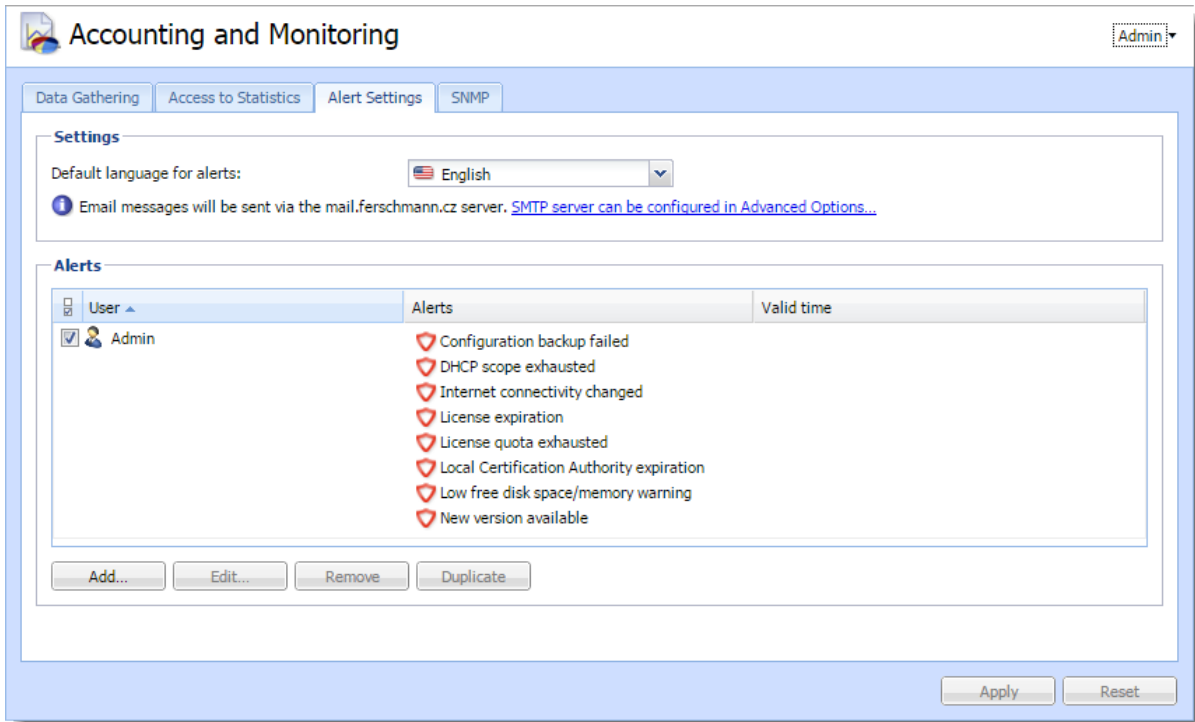 Accounting and Monitoring
Admin
Data Gathering
Access to Statistics
Alert Settings
SNMP
Settings
Default language for alerts:
English
Email messages will be sent via the mail.ferschmann.cz server. SMTP server can be configured in Advanced Options...
Alerts
User
Alerts
Valid time
Admin
Configuration backup failed
DHCP scope exhausted
Internet connectivity changed
License expiration
License quota exhausted
Local Certification Authority expiration
Low free disk space/memory warning
New version available
Add...
Edit...
Remove
Duplicate
Apply
Reset